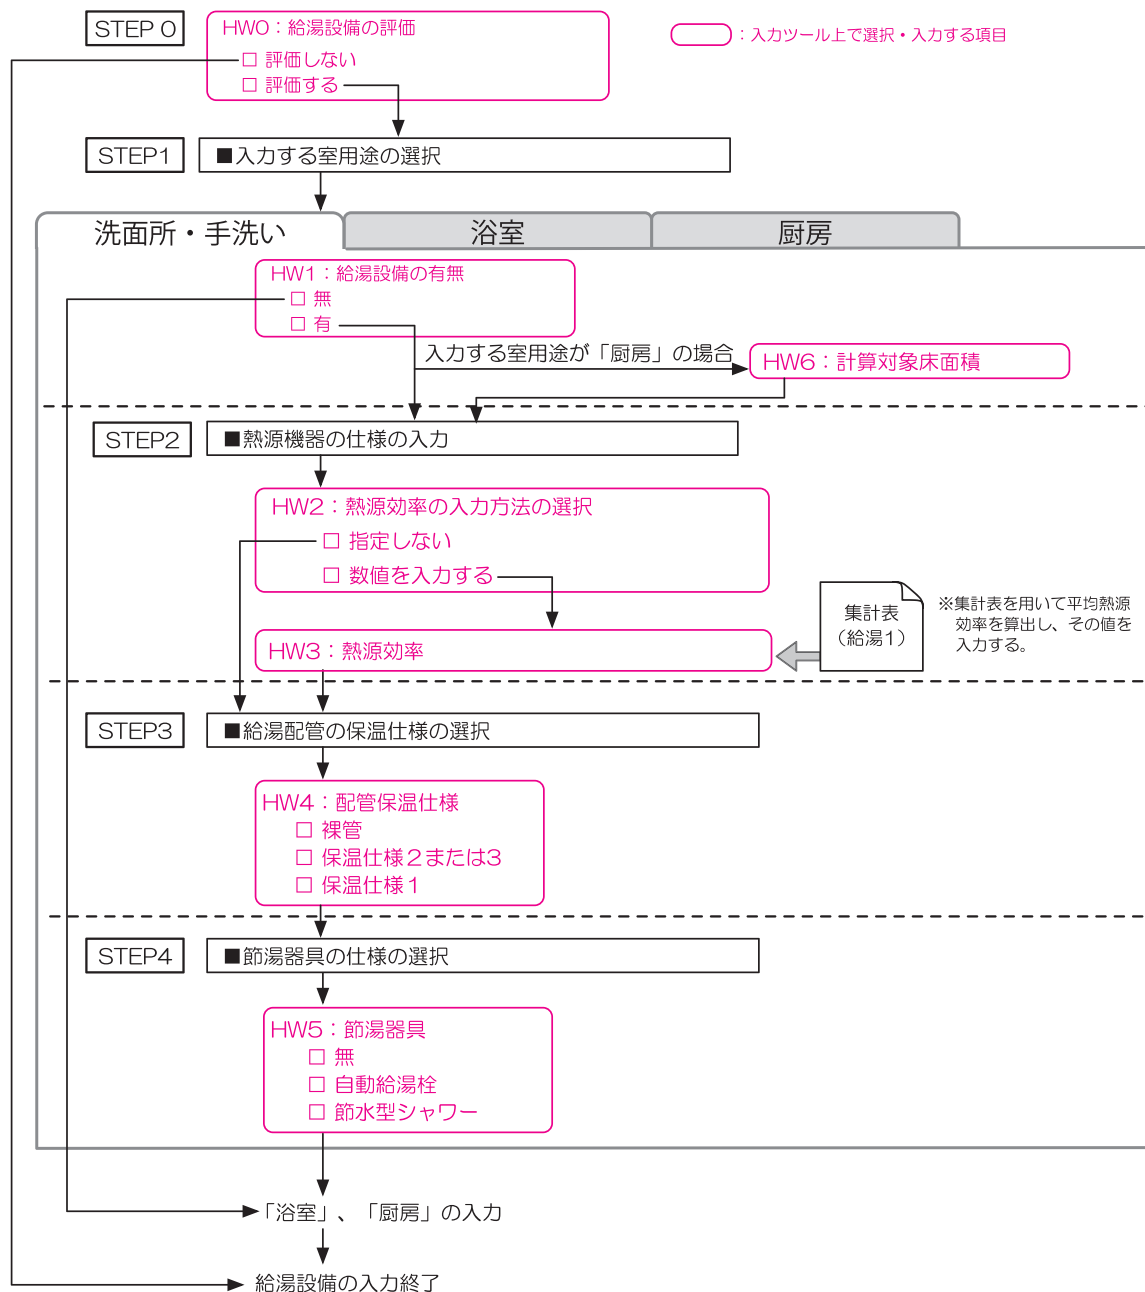 STEP 0
HW0：給湯設備の評価
□ 評価しない
□ 評価する
：入力ツール上で選択・入力する項目
STEP1
■入力する室用途の選択
洗面所・手洗い
浴室
厨房
HW1：給湯設備の有無
□ 無
□ 有
入力する室用途が「厨房」の場合
HW6：計算対象床面積
STEP2
■熱源機器の仕様の入力
HW2：熱源効率の入力方法の選択
□ 指定しない
□ 数値を入力する
HW3：熱源効率
集計表
（給湯1）
※集計表を用いて平均熱源
効率を算出し、その値を
入力する。
STEP3
■給湯配管の保温仕様の選択
HW4：配管保温仕様
□ 裸管
□ 保温仕様２または3
□ 保温仕様１
STEP4
■節湯器具の仕様の選択
HW5：節湯器具
□ 無
□ 自動給湯栓
□ 節水型シャワー
「浴室」、「厨房」の入力
給湯設備の入力終了